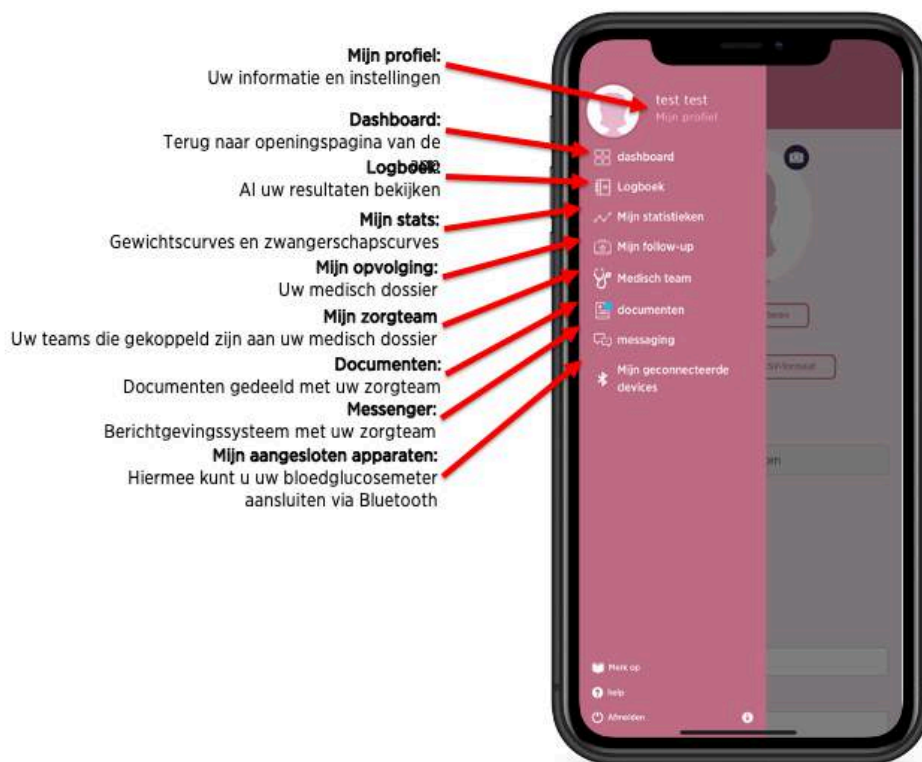 Mijn profiel:
Uw informatie en instellingen
Dashboard:
Terug naar openingspagina van de
Logboek:
Al uw resultaten bekijken
Mijn stats:
Gewichtscurves en zwangerschapscurves
Mijn opvolging:
Uw medisch dossier
Mijn zorgteam
Uw teams die gekoppeld zijn aan uw medisch dossier
Documenten:
Documenten gedeeld met uw zorgteam
Messenger:
Berichtgevingssysteem met uw zorgteam
Mijn aangesloten apparaten:
Hiermee kunt u uw bloedglucosemeter
aansluiten via Bluetooth
test test
Mijn profiel
dashboard
Logboek
Mijn statistieken
Mijn follow-up
Medisch team
documenten
messaging
Mijn geconnecteerde
devices
Merk op
help
Afmelden